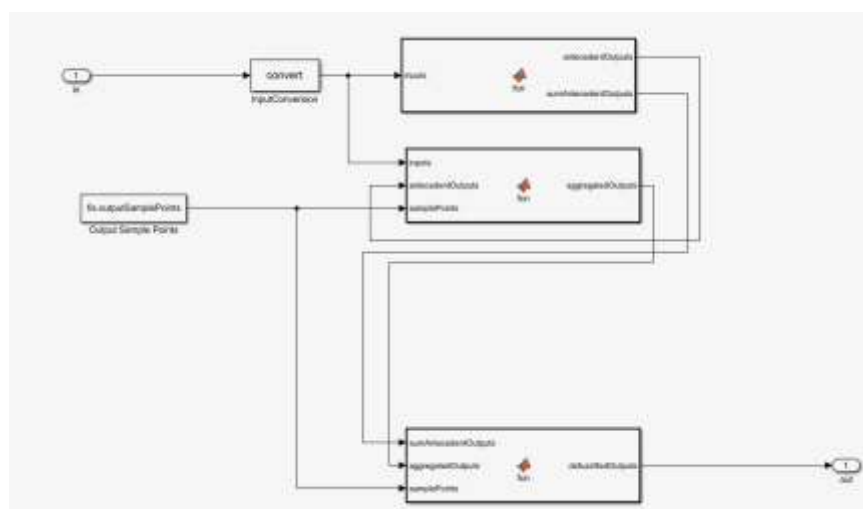 1
in
convert
InputConversion
inputs
fcn
antecedentOutputs
sumAntecedentOutputs
inputs
antecedentOutputs
samplePoints
fcn
aggregatedOutputs
fis.outputSamplePoints
Output Sample Points
sumAntecedentOutputs
aggregatedOutputs
samplePoints
fcn
defuzzifiedOutputs
1
out